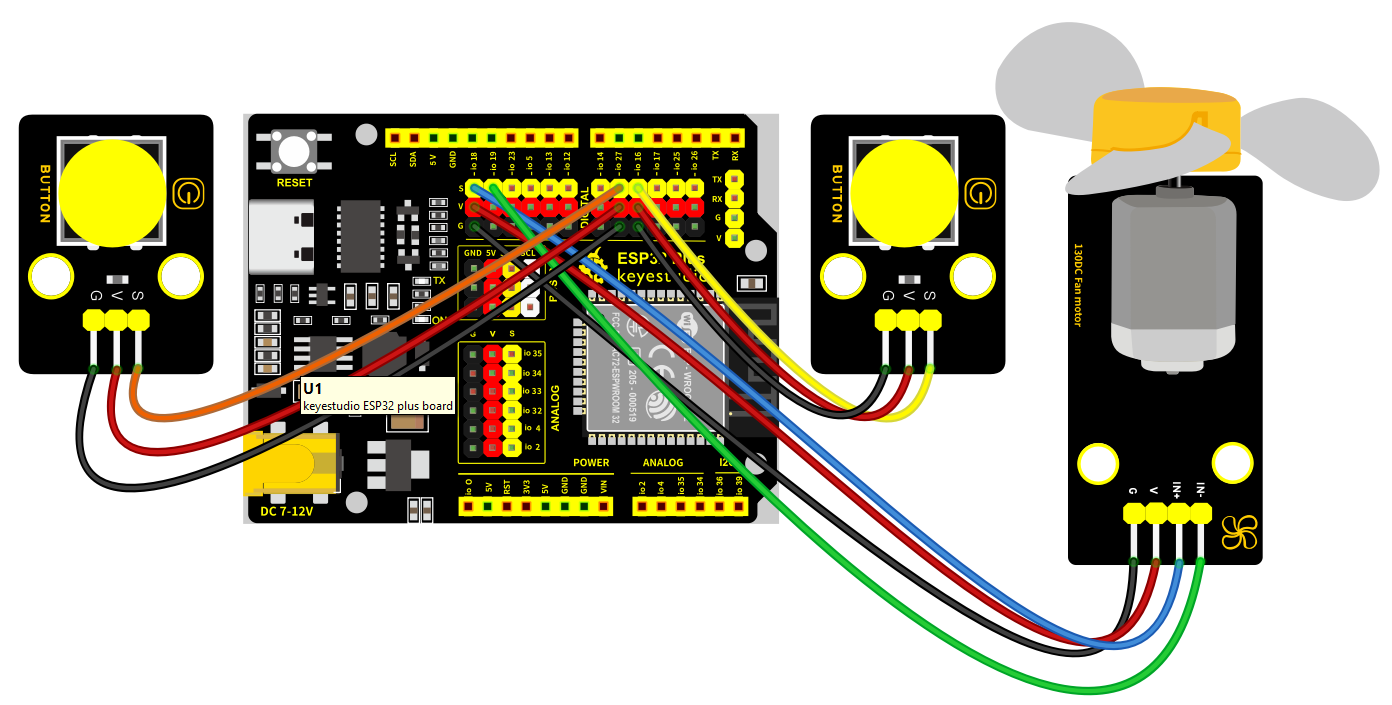 BUTTON
G V S
RESET
SCL
SDA
5V
GND
io 18
io 19
io 23
io 5
io 13
io 12
io 14
io 27
io 16
io 17
io 25
io 26
TX
RX
S
V
G
DIGITAL
TX
RX
G
V
GND 5V
SCL
ESP32 Plus
keyestudio
TX
ON
G V S
io 35
io 34
io 33
io 32
io 4
io 2
ANALOG
U1
keyestudio ESP32 plus board
205 - 000519
POWER
ANALOG
io 0
5V
RST
3V3
5V
GND
GND
VIN
io 2
io 4
io 35
io 34
io 36
io 39
DC 7-12V
BUTTON
G V S
130DC Fan motor
G
V
IN+
IN-